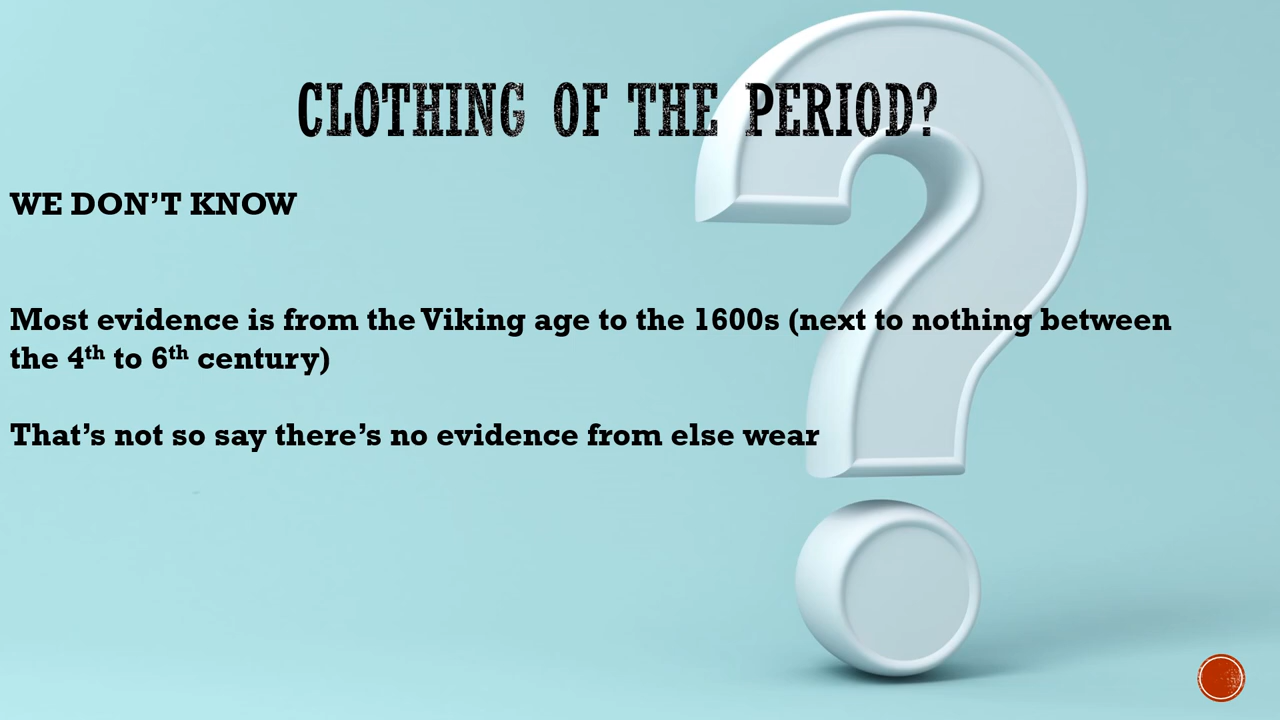 CLOTHING OF THE PERIOD?
WE DON’T KNOW
Most evidence is from the Viking age to the 1600s (next to nothing between
the 4th to 6th century)
That’s not so say there’s no evidence from else wear